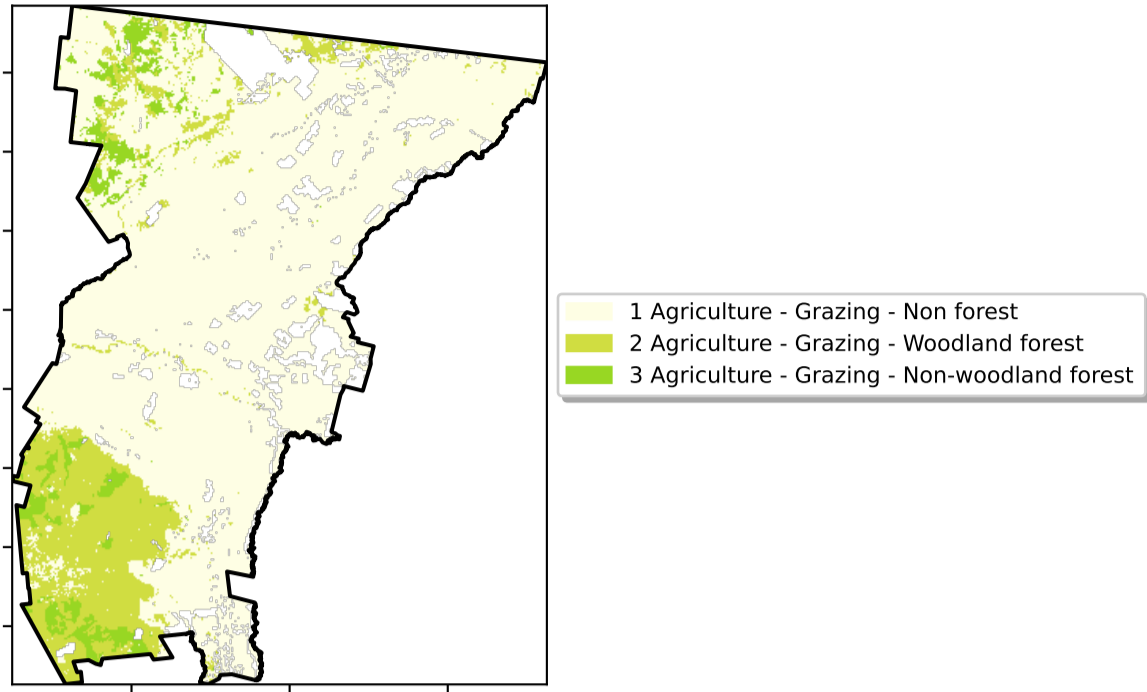 1 Agriculture - Grazing - Non forest
2 Agriculture - Grazing - Woodland forest
3 Agriculture - Grazing - Non-woodland forest